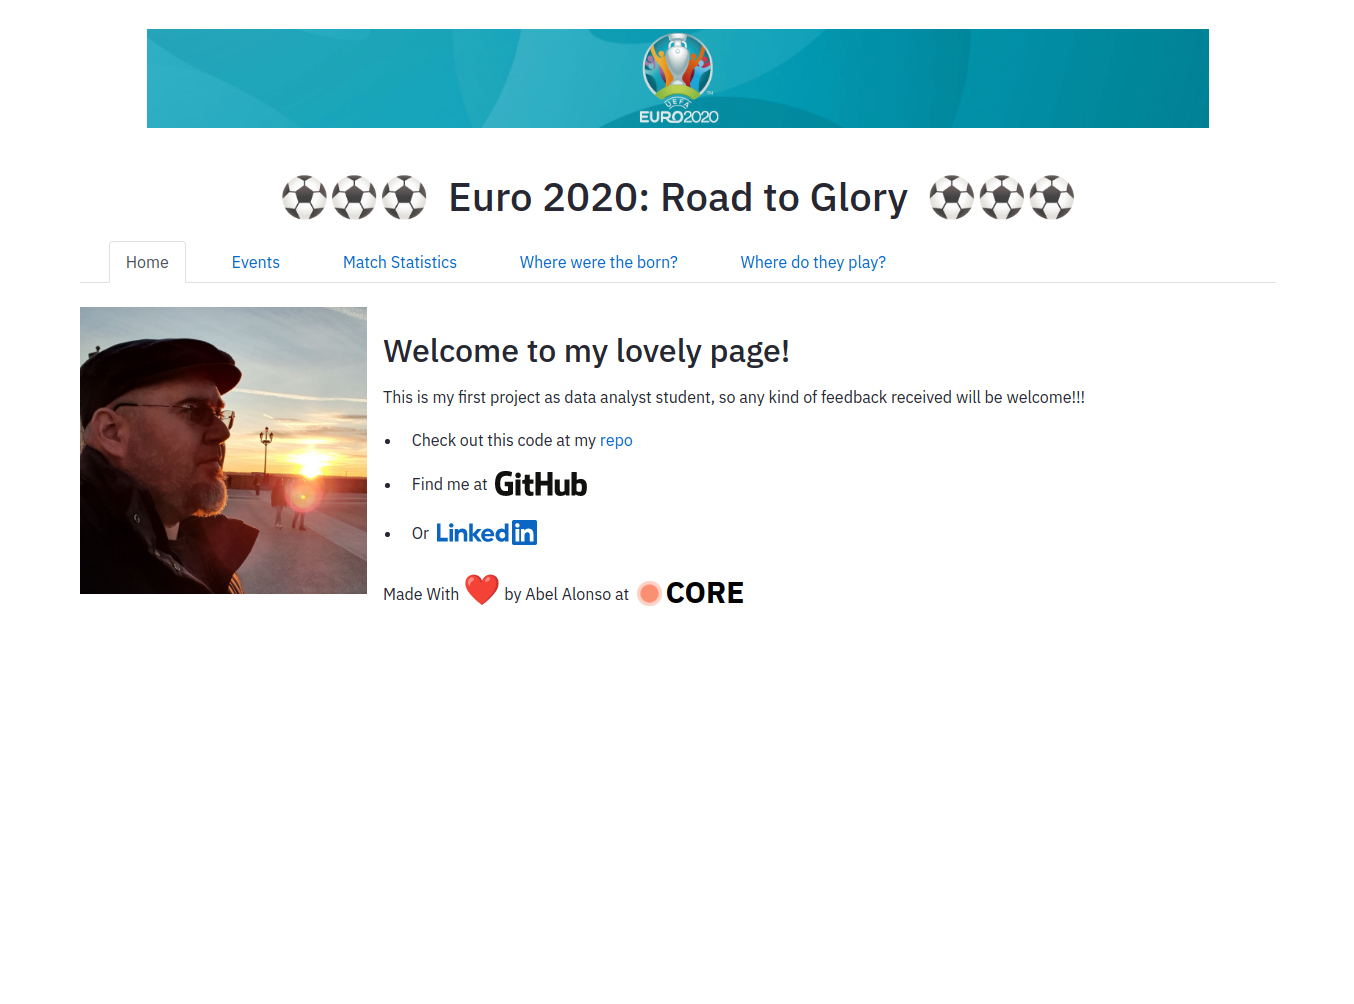 UEFA
EURO2020
Euro 2020: Road to Glory
Home
Events
Match Statistics
Where were the born?
Where do they play?
Welcome to my lovely page!
This is my first project as data analyst student, so any kind of feedback received will be welcome!!!
• Check out this code at my repo
• Find me at GitHub
• Or Linkedin
Made With ❤️ by Abel Alonso at CORE